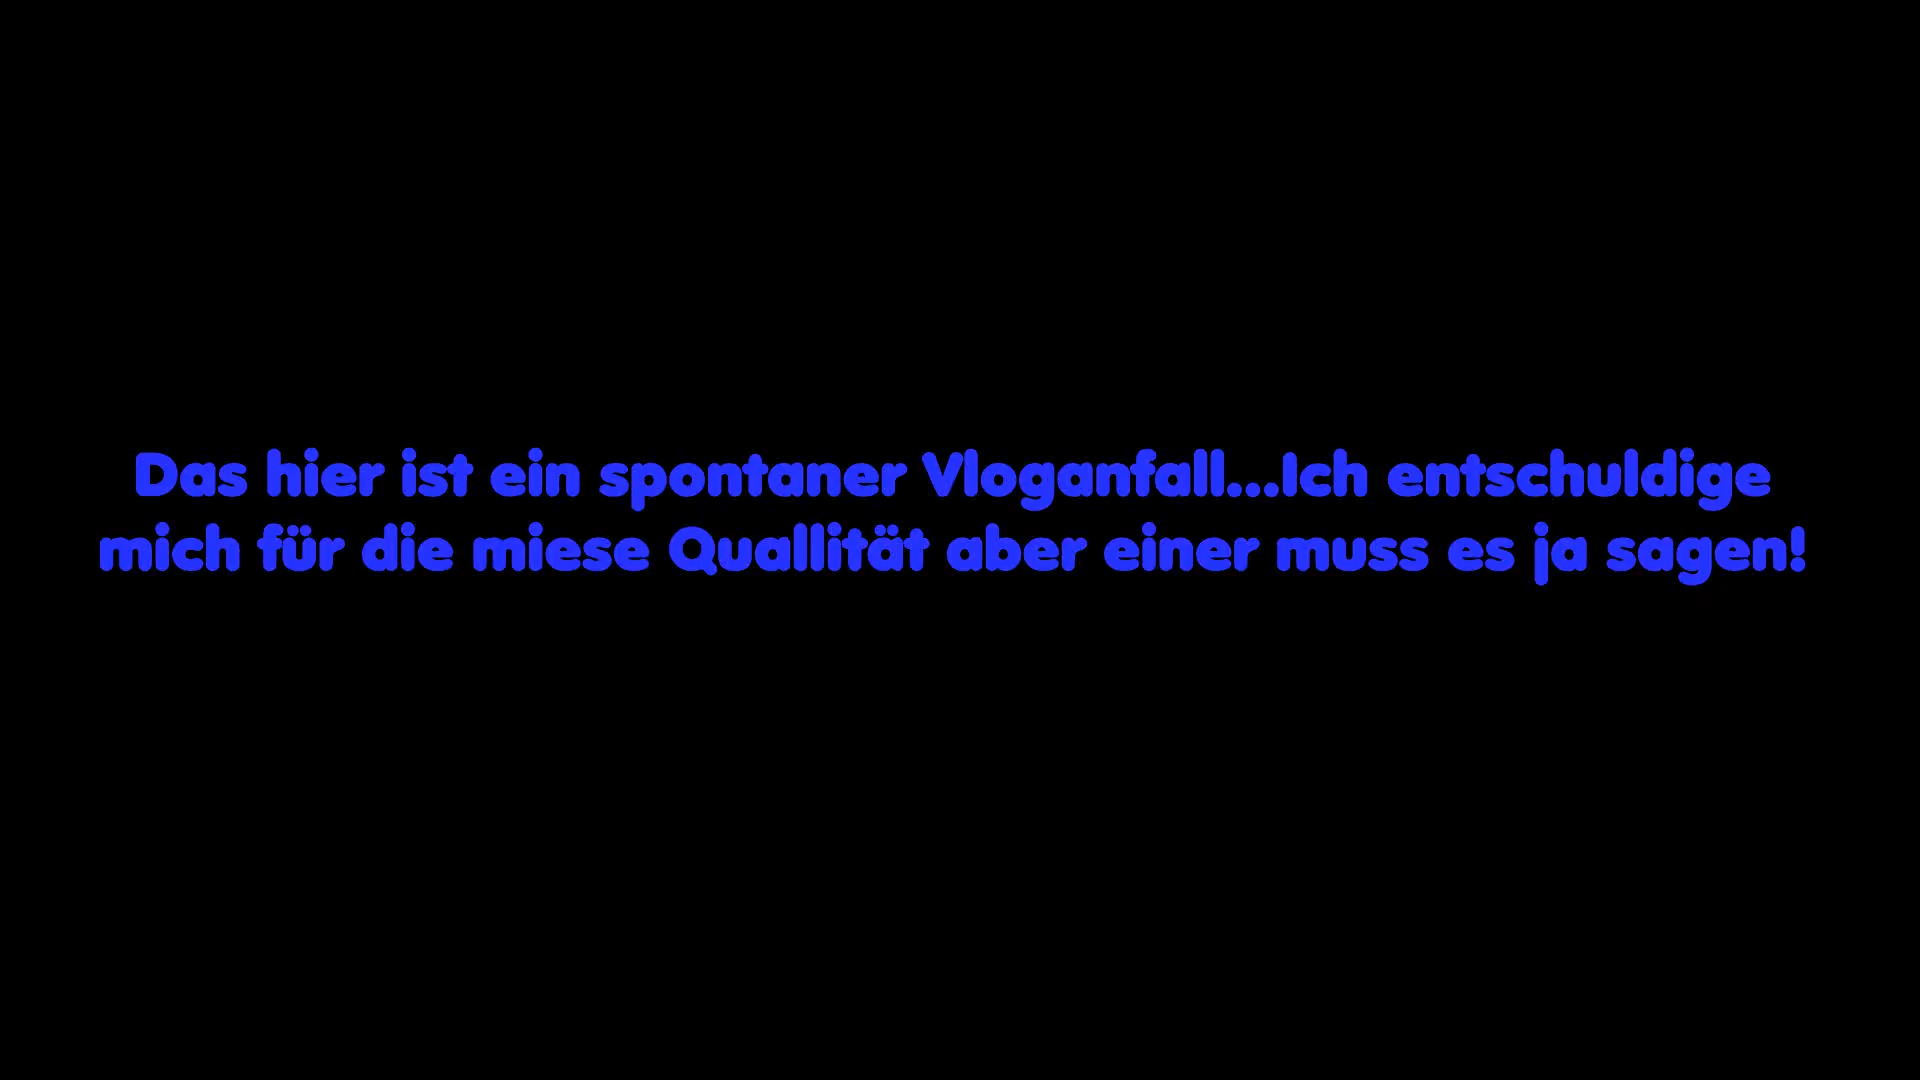 Das hier ist ein spontaner Vloganfall...Ich entschuldige
mich für die miese Quallität aber einer muss es ja sagen!